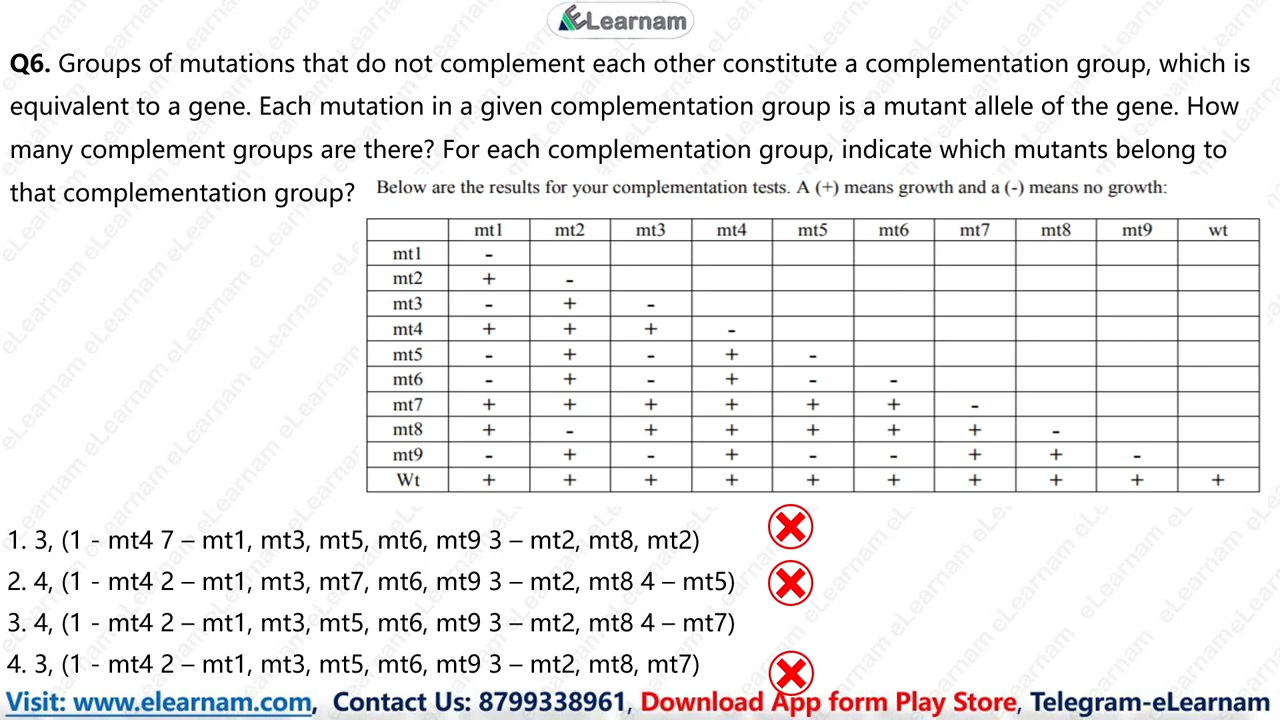 ELearnam
Q6. Groups of mutations that do not complement each other constitute a complementation group, which is
equivalent to a gene. Each mutation in a given complementation group is a mutant allele of the gene. How
many complement groups are there? For each complementation group, indicate which mutants belong to
that complementation group?
Below are the results for your complementation tests. A (+) means growth and a (-) means no growth:
mt1 mt2 mt3 mt4 mt5 mt6 mt7 mt8 mt9 wt
mt1 -
mt2 + -
mt3 - + -
mt4 + + + -
mt5 - + - + -
mt6 - + - + - -
mt7 + + + + + + -
mt8 + - + + + + + -
mt9 - + - + - - + + -
Wt + + + + + + + + + +
1. 3, (1 - mt4 7 – mt1, mt3, mt5, mt6, mt9 3 – mt2, mt8, mt2)
2. 4, (1 - mt4 2 – mt1, mt3, mt7, mt6, mt9 3 – mt2, mt8 4 – mt5)
3. 4, (1 - mt4 2 – mt1, mt3, mt5, mt6, mt9 3 – mt2, mt8 4 – mt7)
4. 3, (1 - mt4 2 – mt1, mt3, mt5, mt6, mt9 3 – mt2, mt8, mt7)
Visit: www.elearnam.com, Contact Us: 8799338961, Download App form Play Store, Telegram-eLearnam